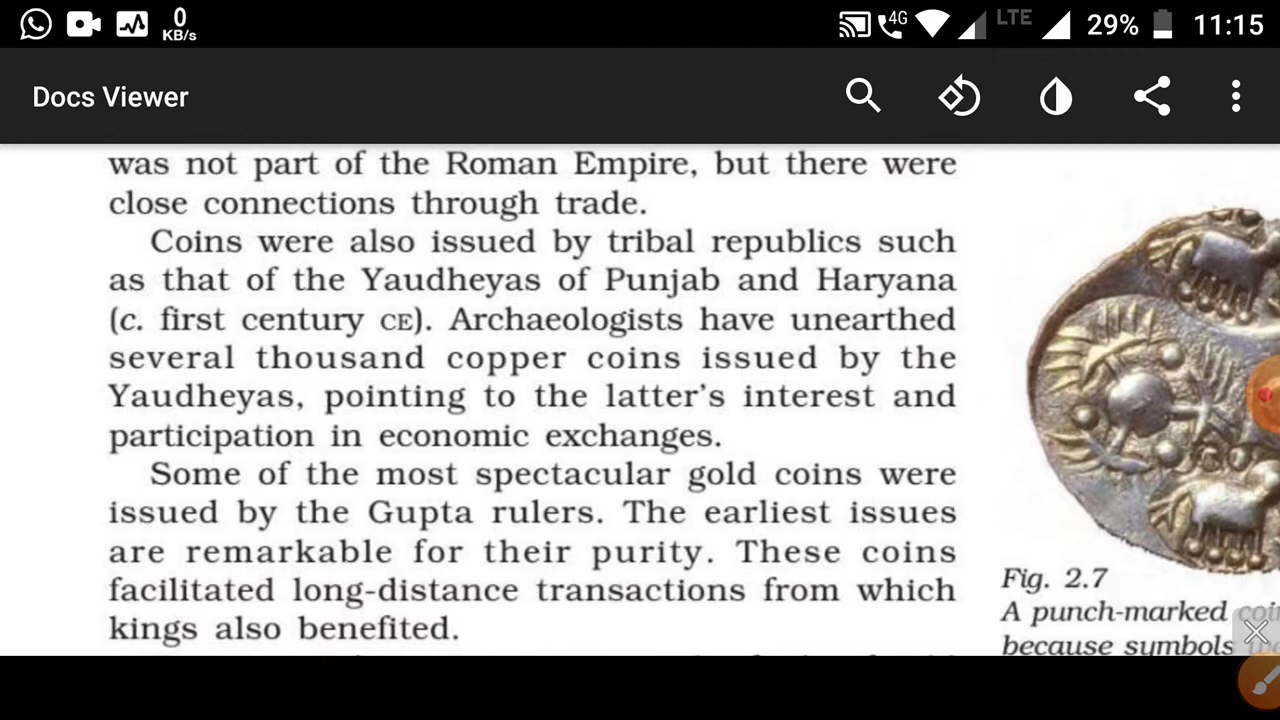 0
KB/s
4G
LTE
29%
11:15
Docs Viewer
was not part of the Roman Empire, but there were
close connections through trade.
Coins were also issued by tribal republics such
as that of the Yaudheyas of Punjab and Haryana
(c. first century CE). Archaeologists have unearthed
several thousand copper coins issued by the
Yaudheyas, pointing to the latter's interest and
participation in economic exchanges.
Some of the most spectacular gold coins were
issued by the Gupta rulers. The earliest issues
are remarkable for their purity. These coins
facilitated long-distance transactions from which
kings also benefited.
Fig. 2.7
A punch-marked
because symbols